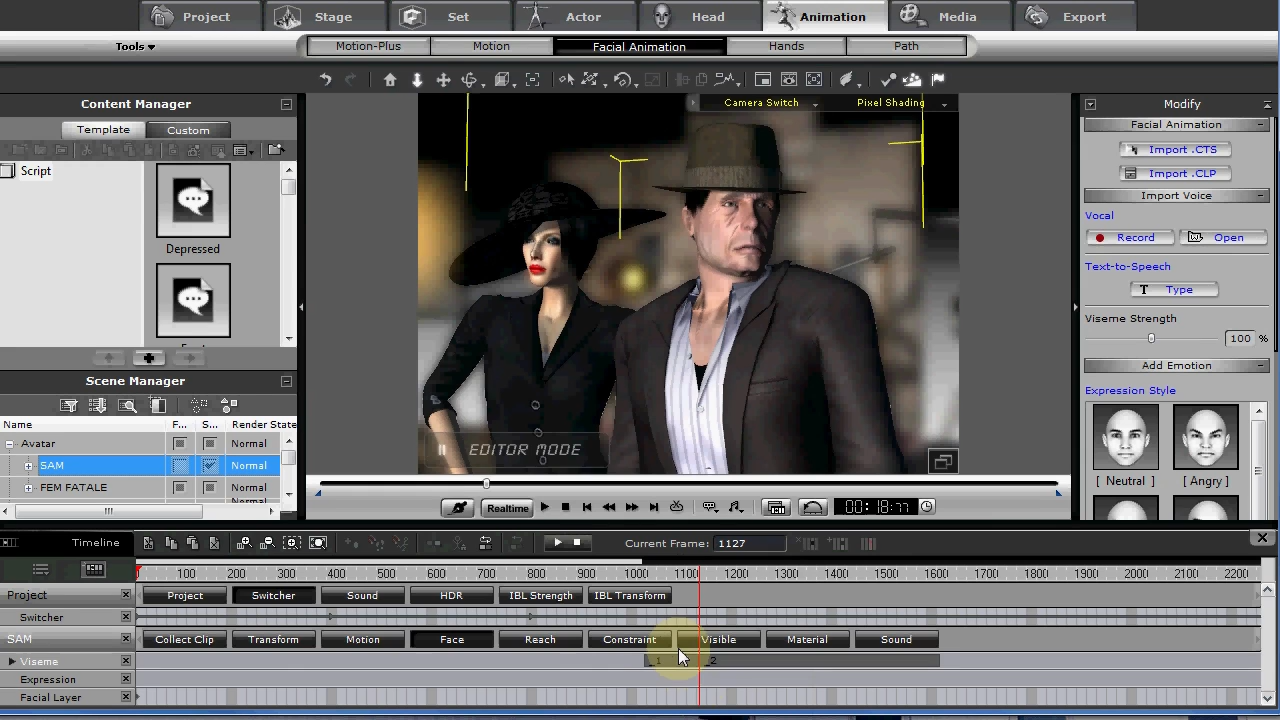 Project Stage Set Actor Head Animation Media Export
Tools Motion-Plus Motion Facial Animation Hands Path
Content Manager
Template Custom
Script
Depressed
Scene Manager
Name F... S... Render State
Avatar Normal
SAM Normal
FEM FATALE Normal
Normal
Camera Switch Pixel Shading
EDITOR MODE
Realtime 00:18:77
Modify
Facial Animation
Import .CTS
Import .CLP
Import Voice
Vocal
Record Open
Text-to-Speech
T Type
Viseme Strength
100 %
Add Emotion
Expression Style
[ Neutral ] [ Angry ]
Timeline Current Frame: 1127
100 200 300 400 500 600 700 800 900 1000 1100 1200 1300 1400 1500 1600 1700 1800 1900 2000 2100 2200
Project Project Switcher Sound HDR IBL Strength IBL Transform
Switcher
SAM Collect Clip Transform Motion Face Reach Constraint Visible Material Sound
Viseme _1 _2
Expression
Facial Layer